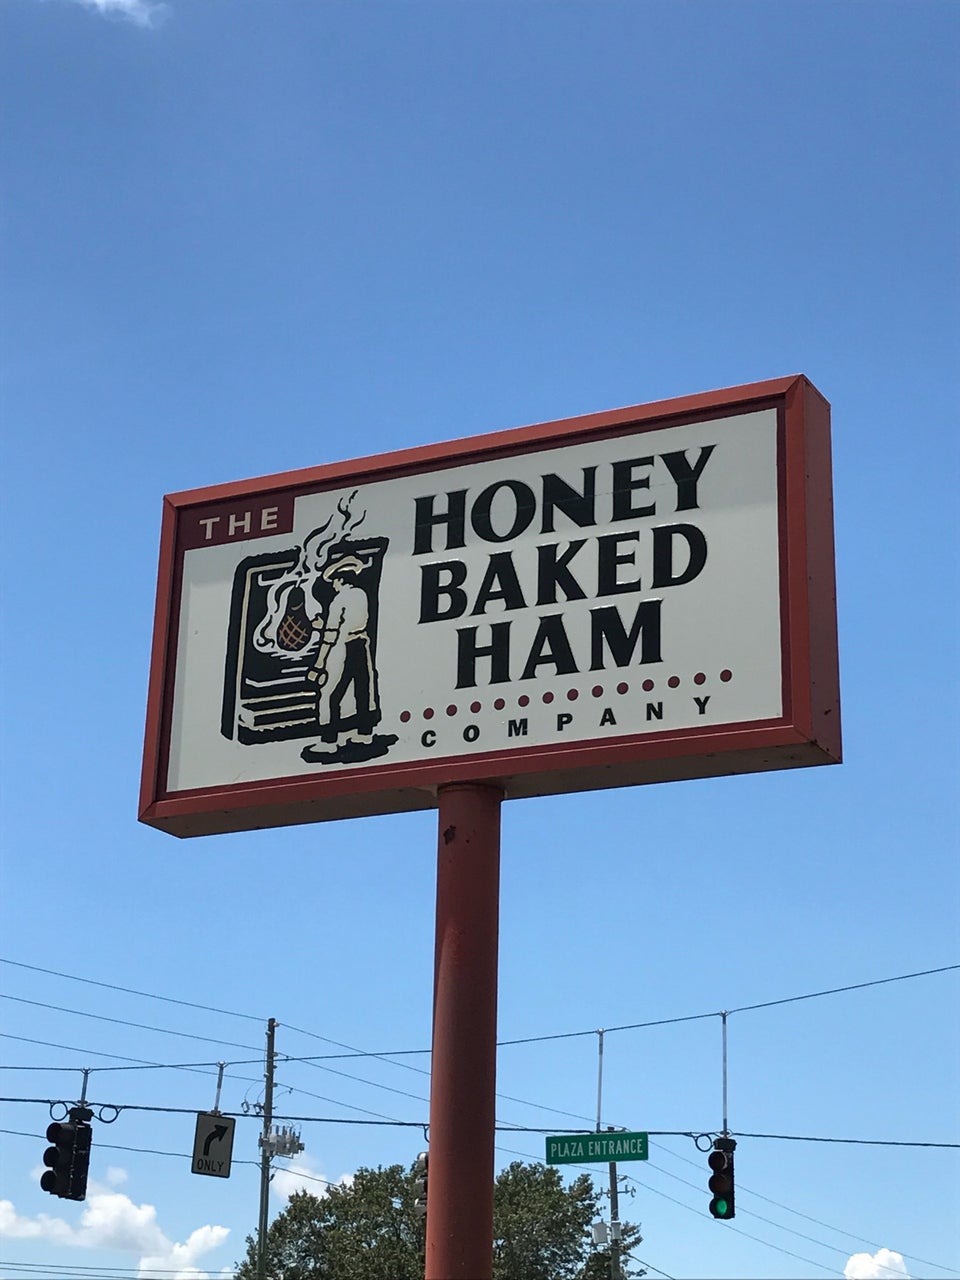 THE
HONEY
BAKED
HAM
COMPANY
PLAZA ENTRANCE
ONLY